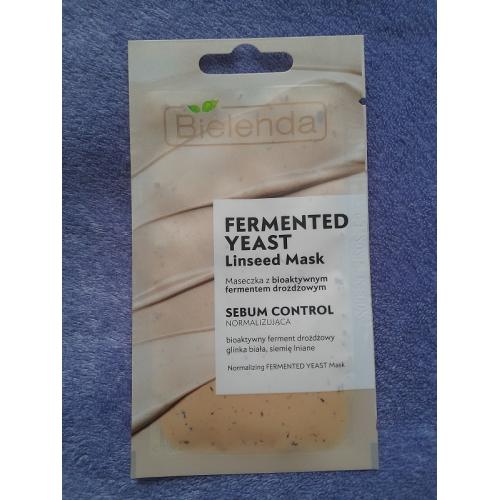 Bielenda
FERMENTED
YEAST
Linseed Mask
Maseczka z bioaktywnym
fermentem drożdżowym
SEBUM CONTROL
NORMALIZUJĄCA
bioaktywny ferment drożdżowy
glinka biała, siemię lniane
Normalizing FERMENTED YEAST Mask